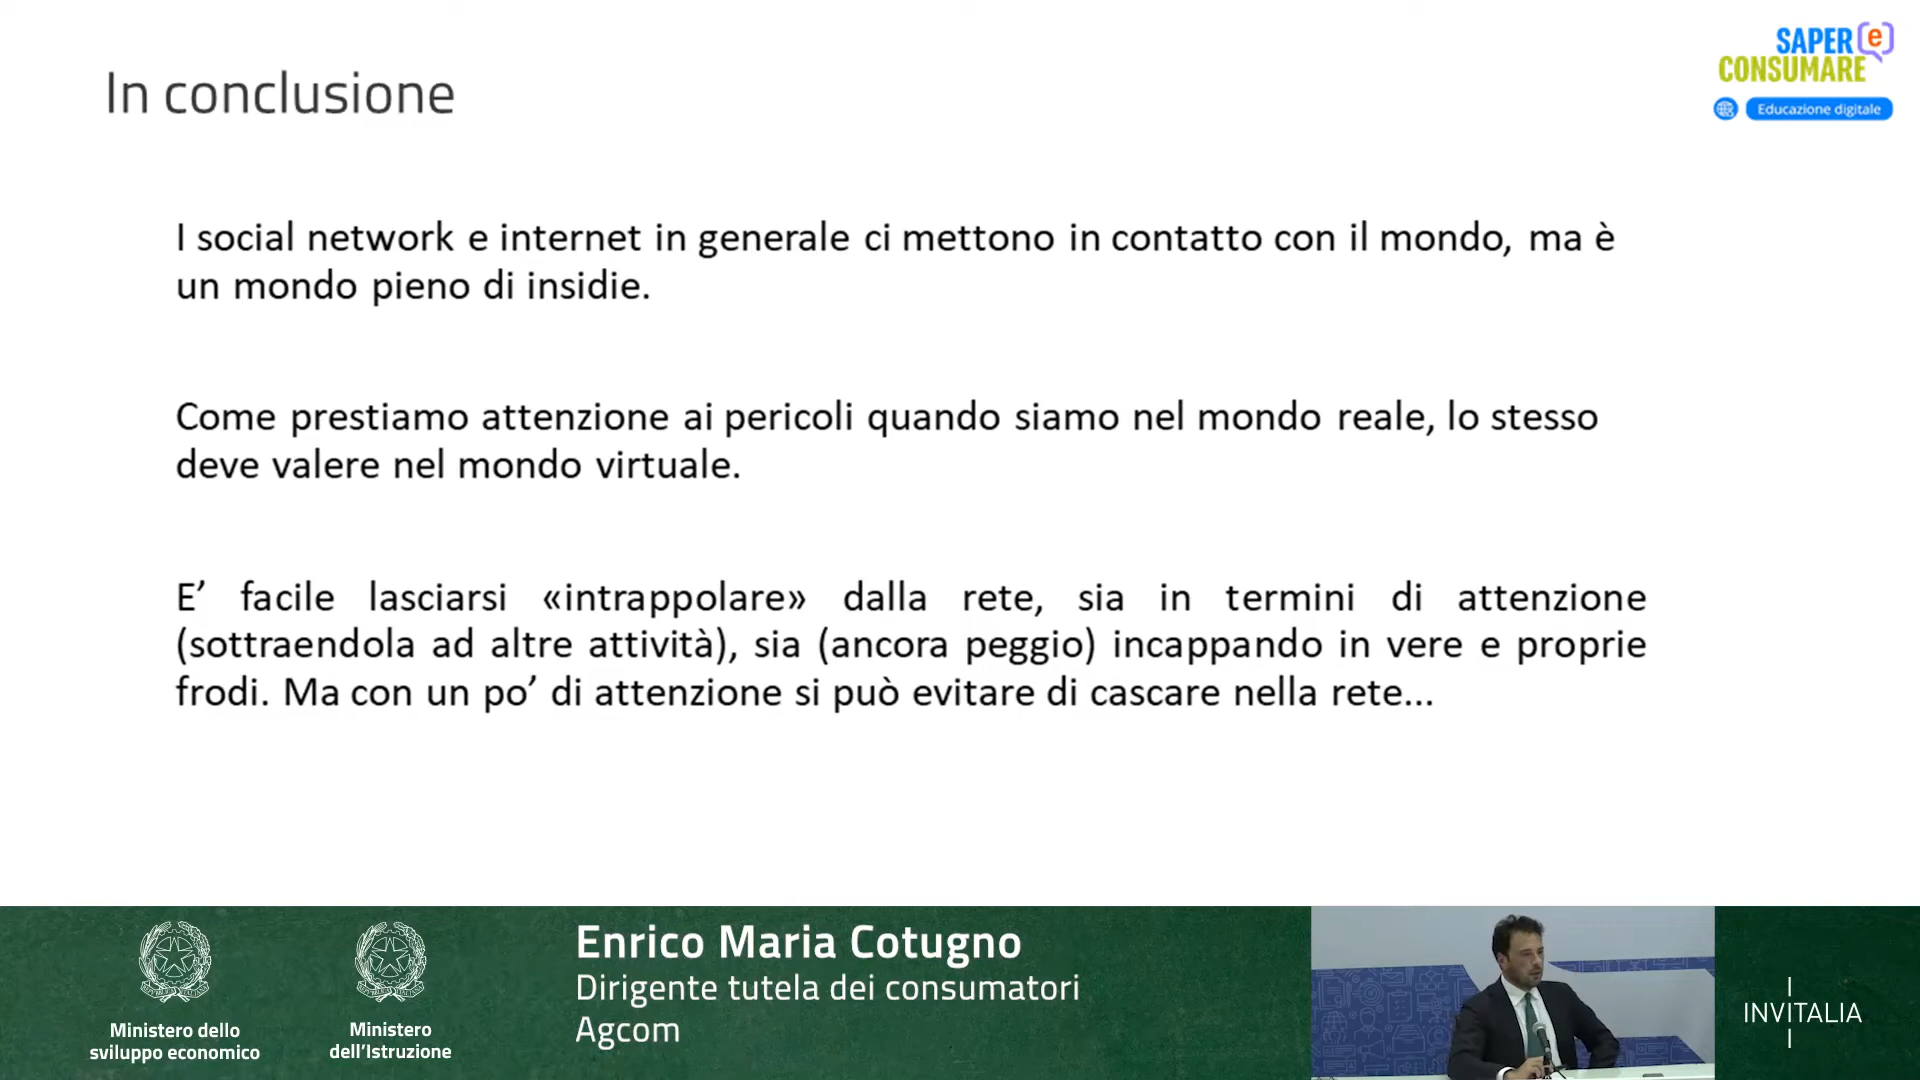 SAPER e
CONSUMARE
Educazione digitale
In conclusione
I social network e internet in generale ci mettono in contatto con il mondo, ma è
un mondo pieno di insidie.
Come prestiamo attenzione ai pericoli quando siamo nel mondo reale, lo stesso
deve valere nel mondo virtuale.
E’ facile lasciarsi «intrappolare» dalla rete, sia in termini di attenzione
(sottraendola ad altre attività), sia (ancora peggio) incappando in vere e proprie
frodi. Ma con un po’ di attenzione si può evitare di cascare nella rete...
Ministero dello
sviluppo economico
Ministero
dell’Istruzione
Enrico Maria Cotugno
Dirigente tutela dei consumatori
Agcom
INVITALIA